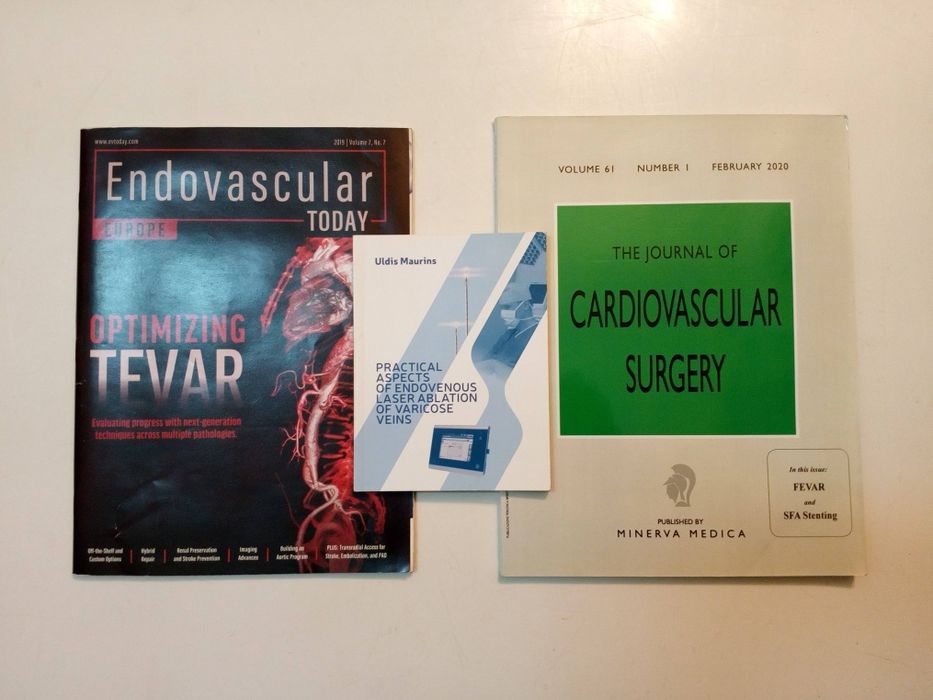 www.evtoday.com
2019 | Volume 7, No. 7
Endovascular
TODAY
EUROPE
OPTIMIZING
TEVAR
Evaluating progress with next-generation
techniques across multiple pathologies.
Off-the-Shelf and
Custom Options
Hybrid
Repair
Renal Preservation
and Stroke Prevention
Imaging
Advances
Building an
Aortic Program
PLUS: Transradial Access for
Stroke, Embolization, and PAD
Uldis Maurins
PRACTICAL
ASPECTS
OF ENDOVENOUS
LASER ABLATION
OF VARICOSE
VEINS
VOLUME 61 NUMBER 1 FEBRUARY 2020
THE JOURNAL OF
CARDIOVASCULAR
SURGERY
In this issue:
FEVAR
and
SFA Stenting
PUBLISHED BY
MINERVA MEDICA